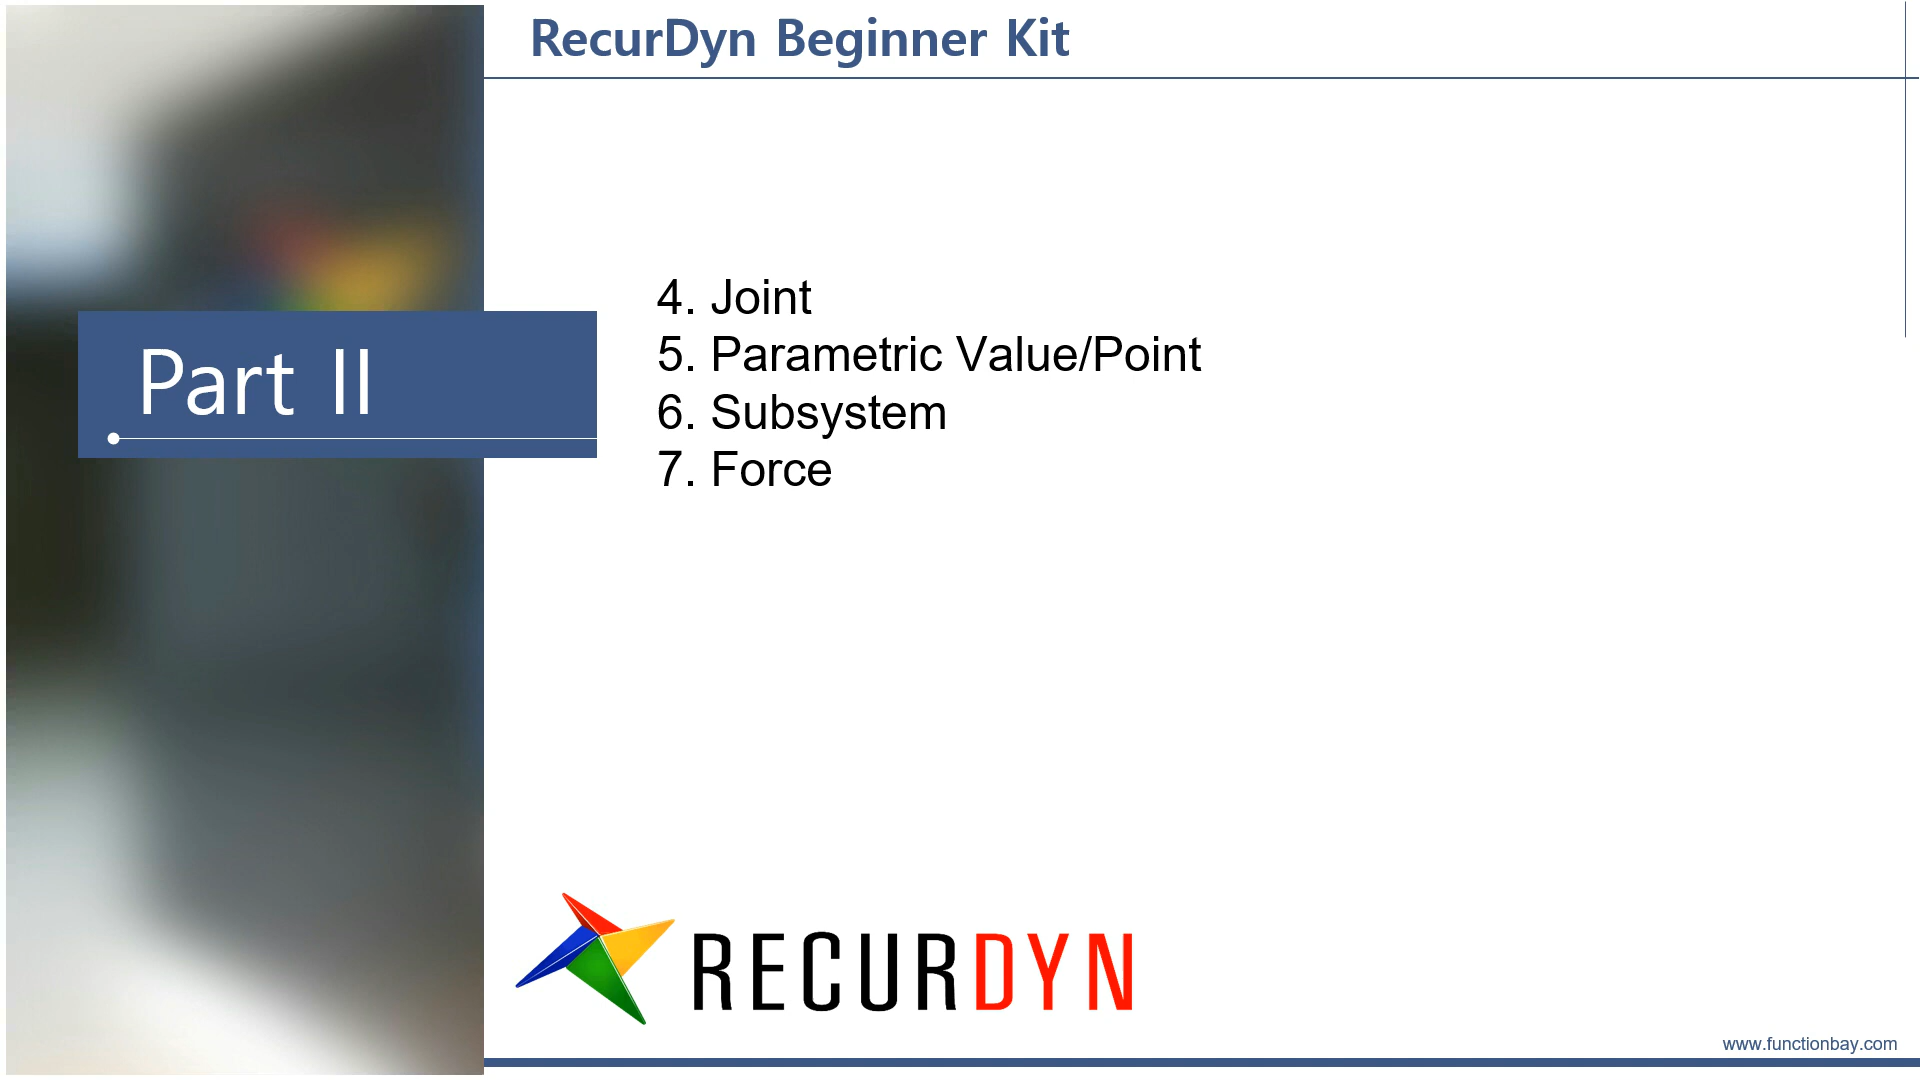 RecurDyn Beginner Kit
Part II
4. Joint
5. Parametric Value/Point
6. Subsystem
7. Force
RECURDYN
www.functionbay.com